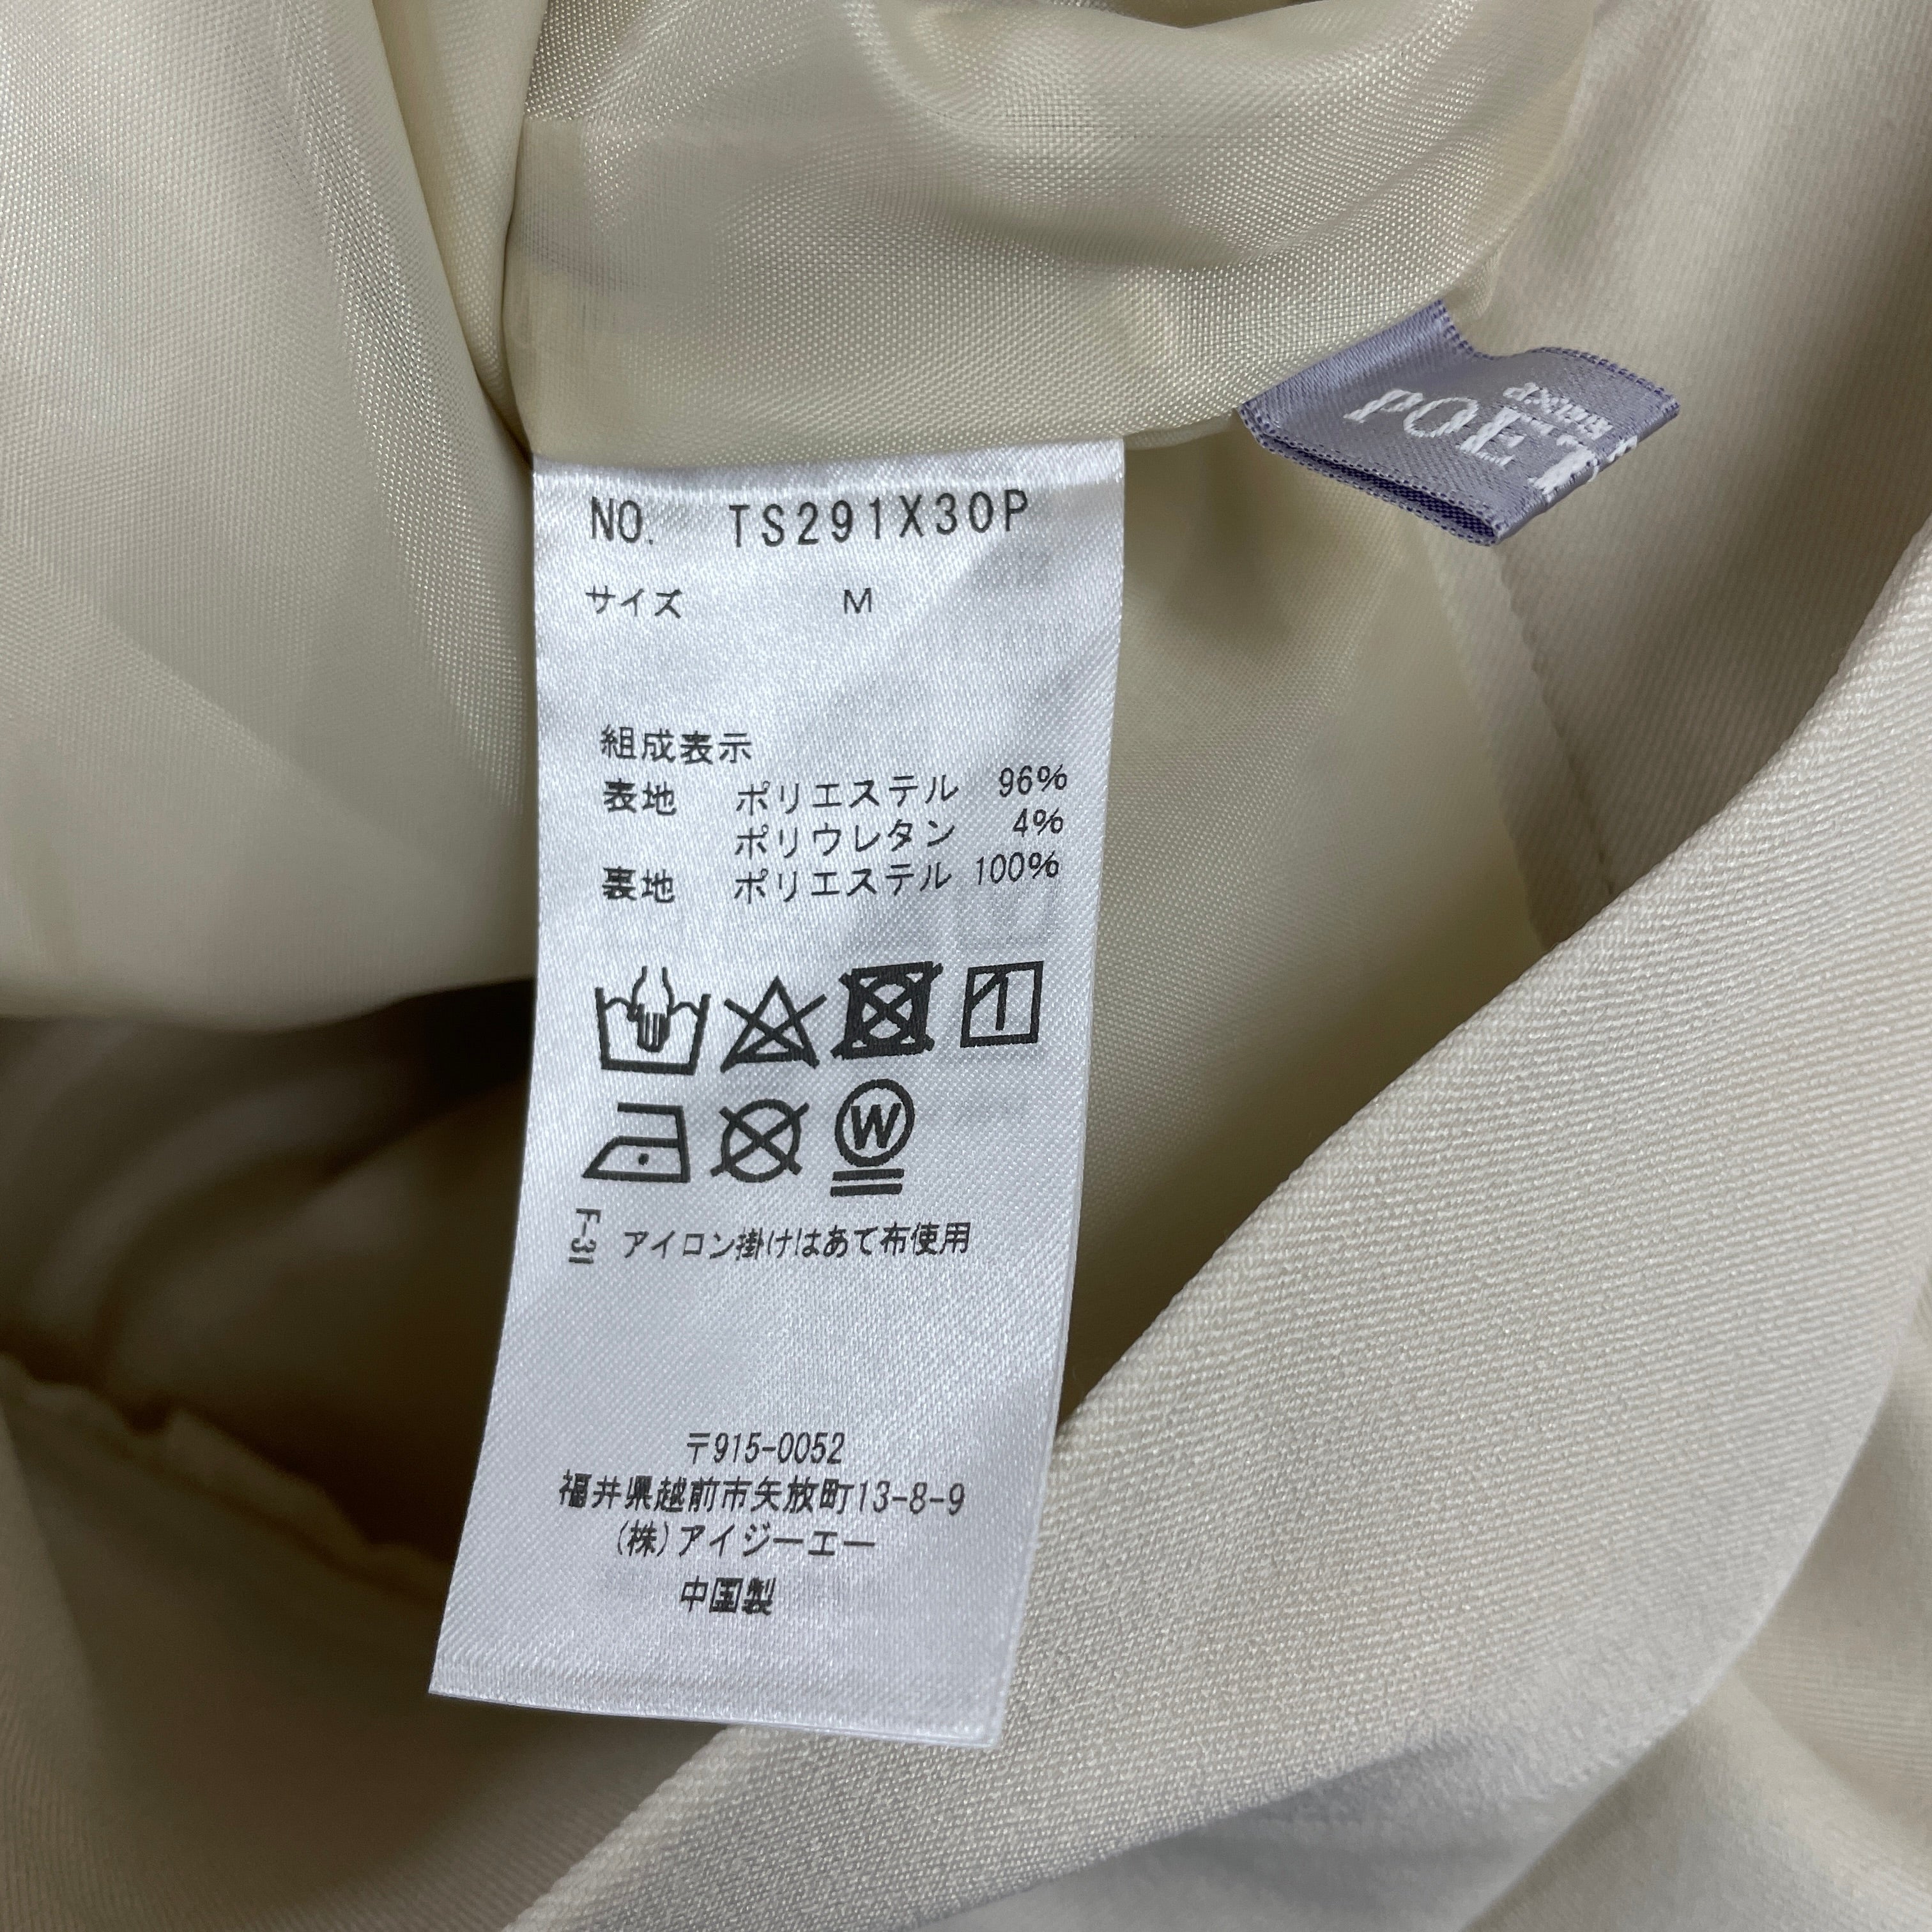 NO. TS291X30P
サイズ M
組成表示
表地 ポリエステル 96%
ポリウレタン 4%
裏地 ポリエステル 100%
W
F-31 アイロン掛けはあて布使用
〒915-0052
福井県越前市矢放町13-8-9
(株)アイジーエー
中国製